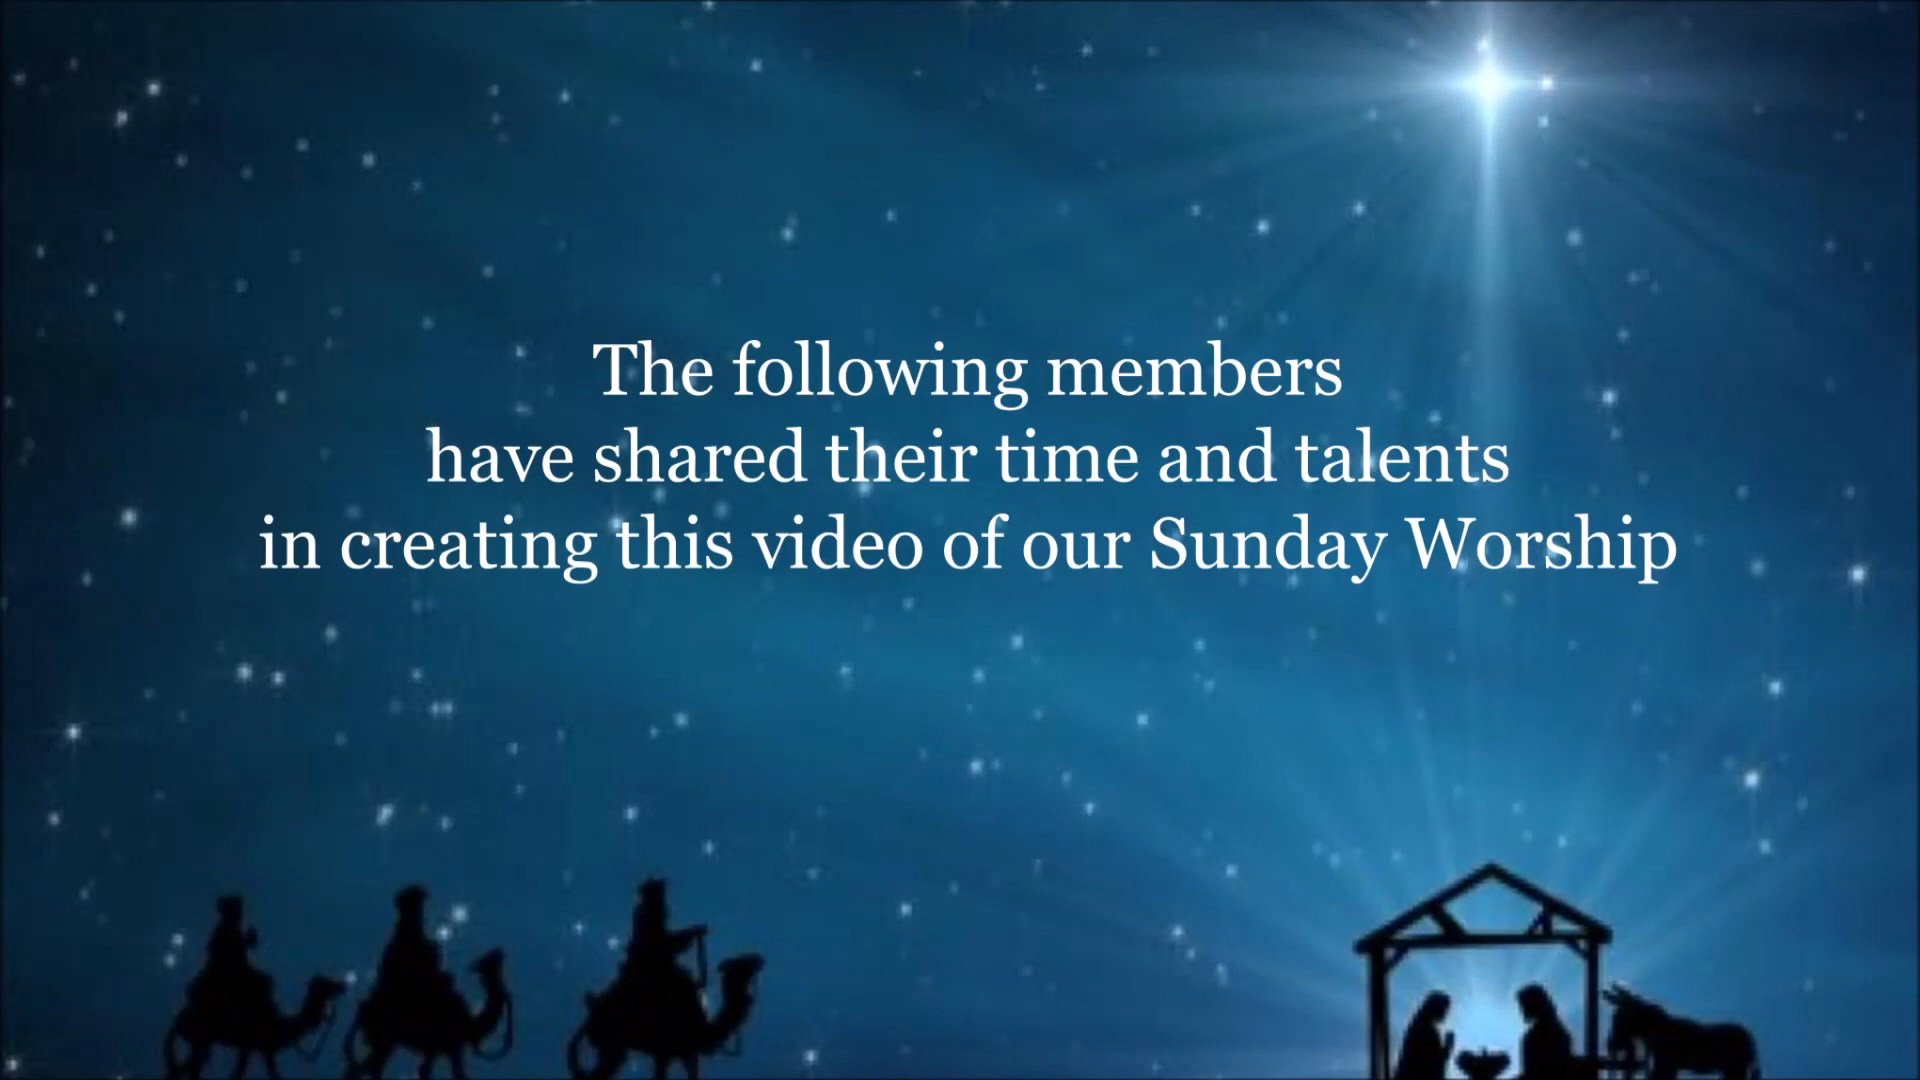 The following members
have shared their time and talents
in creating this video of our Sunday Worship